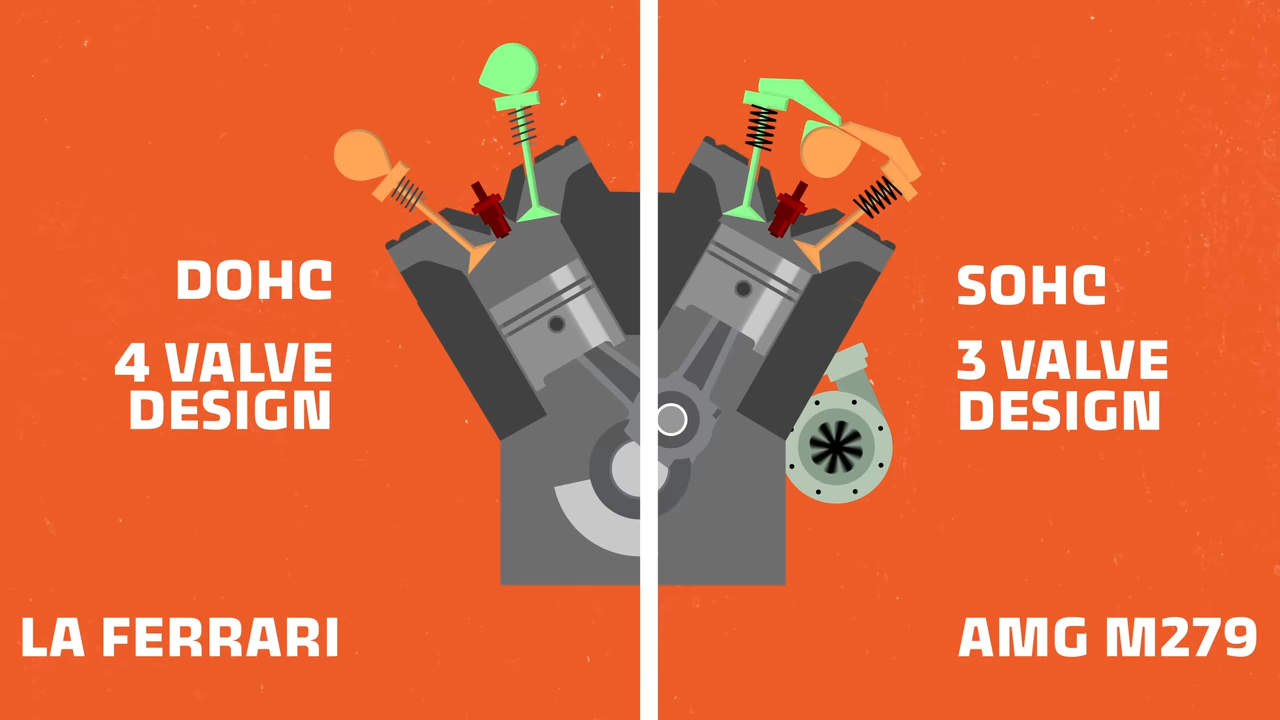 DOHC
4 VALVE
DESIGN
LA FERRARI
SOHC
3 VALVE
DESIGN
AMG M279